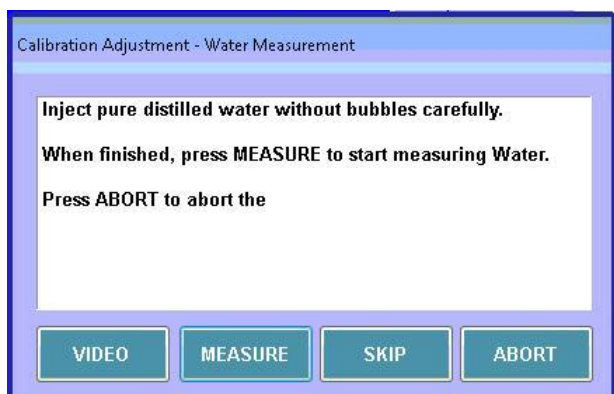 Calibration Adjustment - Water Measurement
Inject pure distilled water without bubbles carefully.
When finished, press MEASURE to start measuring Water.
Press ABORT to abort the
VIDEO MEASURE SKIP ABORT